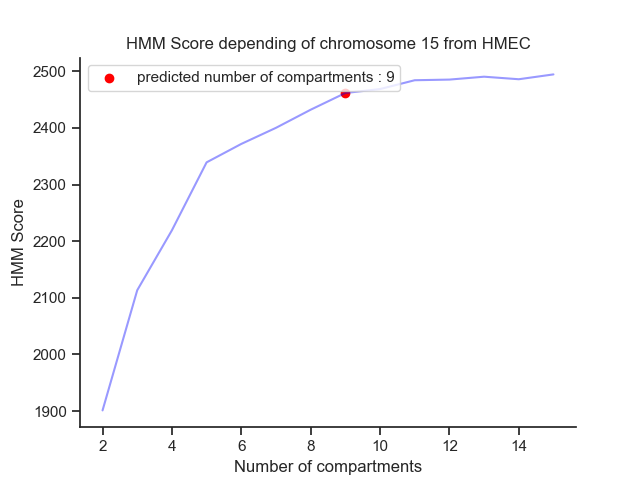 HMM Score depending of chromosome 15 from HMEC
predicted number of compartments : 9
HMM Score
2500
2400
2300
2200
2100
2000
1900
2 4 6 8 10 12 14
Number of compartments